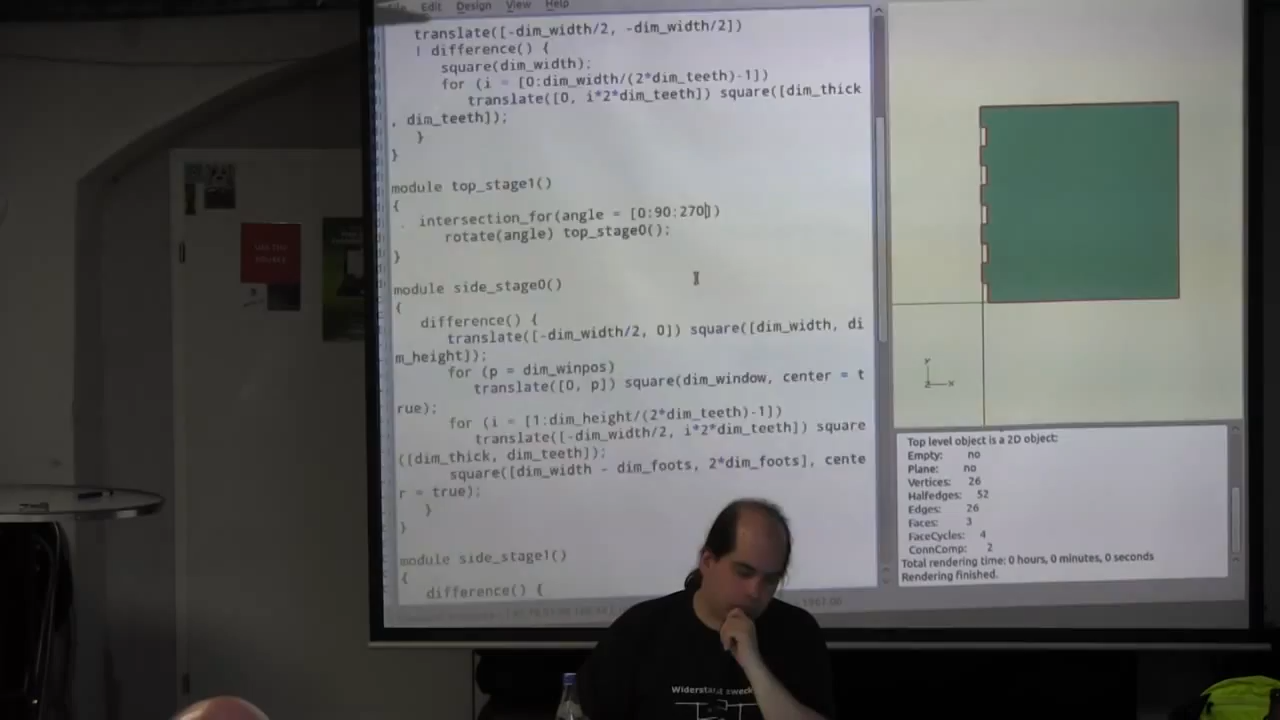 Edit Design View Help
translate([-dim_width/2, -dim_width/2])
difference() {
square(dim_width);
for (i = [0:dim_width/(2*dim_teeth)-1])
translate([0, i*2*dim_teeth]) square([dim_thick
, dim_teeth]);
}
}
module top_stage1()
{
intersection_for(angle = [0:90:270])
rotate(angle) top_stage0();
}
module side_stage0()
{
difference() {
translate([-dim_width/2, 0]) square([dim_width, di
m_height]);
for (p = dim_winpos)
translate([0, p]) square(dim_window, center = t
rue);
for (i = [1:dim_height/(2*dim_teeth)-1])
translate([-dim_width/2, i*2*dim_teeth]) square
([dim_thick, dim_teeth]);
square([dim_width - dim_foots, 2*dim_foots], cente
r = true);
}
}
module side_stage1()
{
difference() {
Y
X
Top level object is a 2D object:
Empty: no
Plane: no
Vertices: 26
Halfedges: 52
Edges: 26
Faces: 3
FaceCycles: 4
ConnComp: 2
Total rendering time: 0 hours, 0 minutes, 0 seconds
Rendering finished.
Widerstand